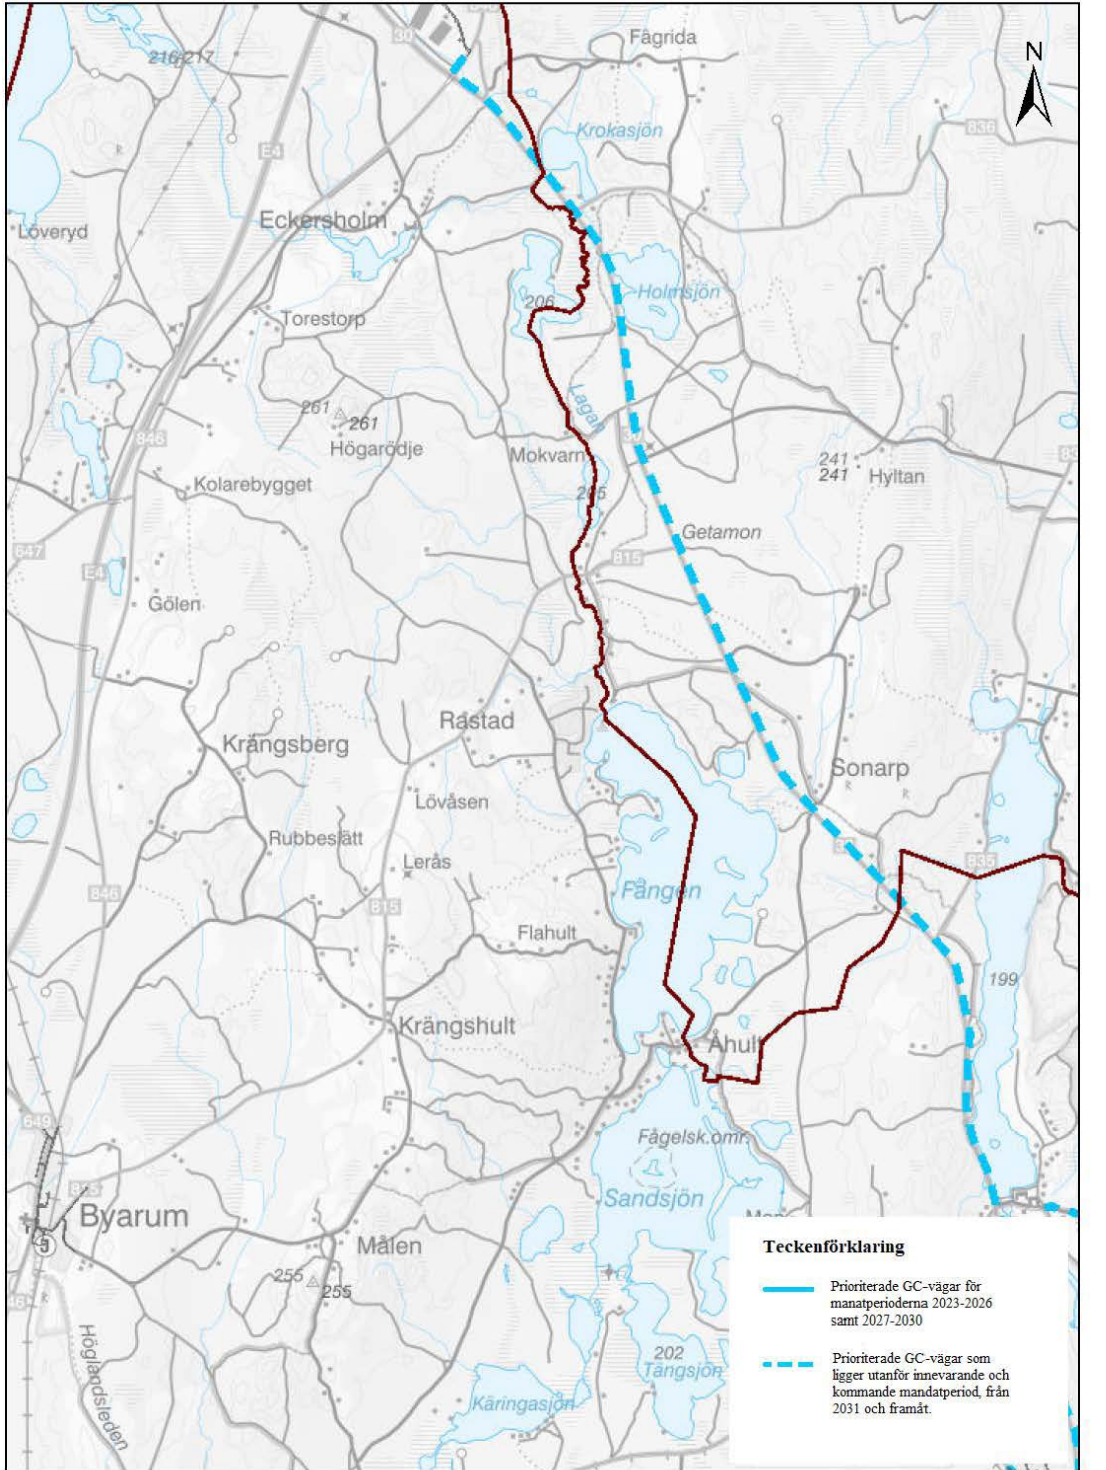 30
Fågrida
N
216/217
Krokasjön
836
E4
Eckersholm
Löveryd
Holmsjön
206
Torestorp
Lagan
261
261
Högarödje
846
Mokvarn
241
241
Hyltan
Kolarebygget
Getamon
647
815
E4
Gölen
Råstad
Krängsberg
Sonarp
Lövåsen
Rubbeslätt
Lerås
835
846
Fången
815
Flahult
199
Krängshult
Åhult
649
Fågelsk.omr.
Sandsjön
Byarum
Målen
255
255
Höglandsleden
202
Tängsjön
Käringasjön
Teckenförklaring
Prioriterade GC-vägar för
manatperioderna 2023-2026
samt 2027-2030
Prioriterade GC-vägar som
ligger utanför innevarande och
kommande mandatperiod, från
2031 och framåt.